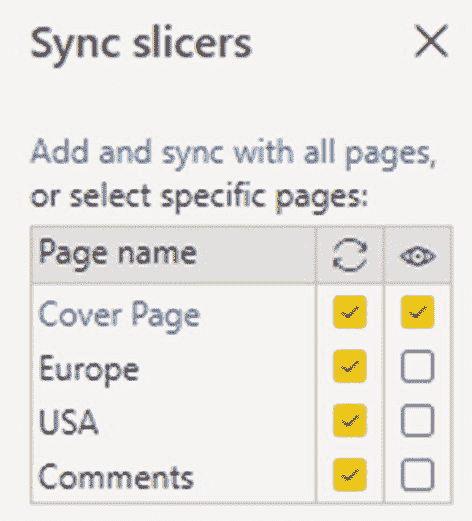 Sync slicers
Add and sync with all pages,
or select specific pages:
Page name
Cover Page
Europe
USA
Comments